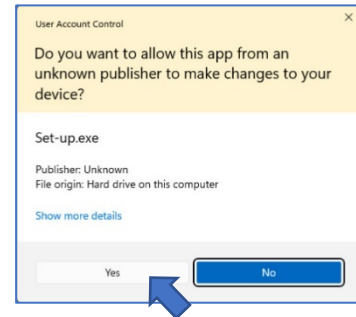 User Account Control
Do you want to allow this app from an
unknown publisher to make changes to your
device?
Set-up.exe
Publisher: Unknown
File origin: Hard drive on this computer
Show more details
Yes
No